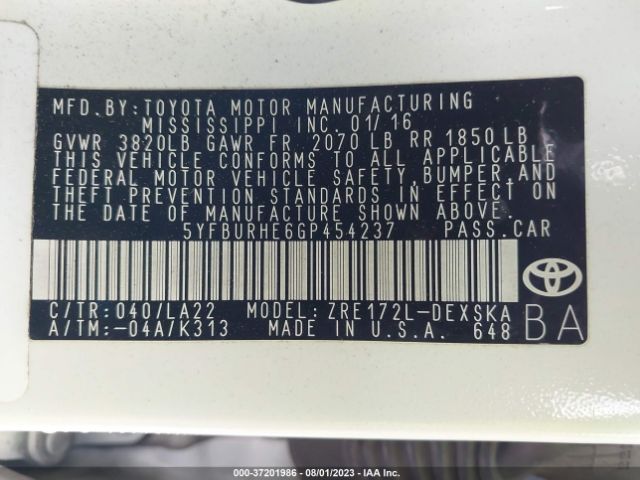 MFD.BY:TOYOTA MOTOR MANUFACTURING
MISSISSIPPI INC. 01/16
GVWR 3820LB GAWR FR 2070 LB RR 1850 LB
THIS VEHICLE CONFORMS TO ALL APPLICABLE
FEDERAL MOTOR VEHICLE SAFETY, BUMPER, AND
THEFT PREVENTION STANDARDS IN EFFECT ON
THE DATE OF MANUFACTURE SHOWN ABOVE.
5YFBURHE6GP454237 PASS.CAR
C/TR: 040/LA22 MODEL: ZRE172L-DEXSKA
A/TM:-04A/K313 MADE IN U.S.A. 648
BA
000-37201986 - 08/01/2023 - IAA Inc.